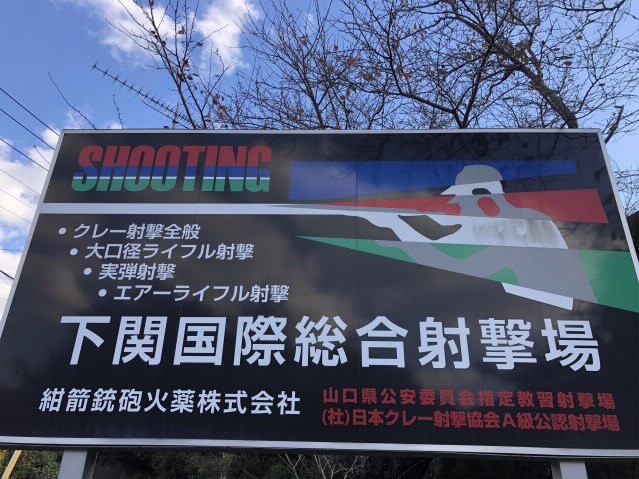 SHOOTING
• クレー射撃全般
• 大口径ライフル射撃
• 実弾射撃
• エアーライフル射撃
下関国際総合射撃場
紺箭銃砲火薬株式会社
山口県公安委員会指定教習射撃場
(社)日本クレー射撃協会A級公認射撃場